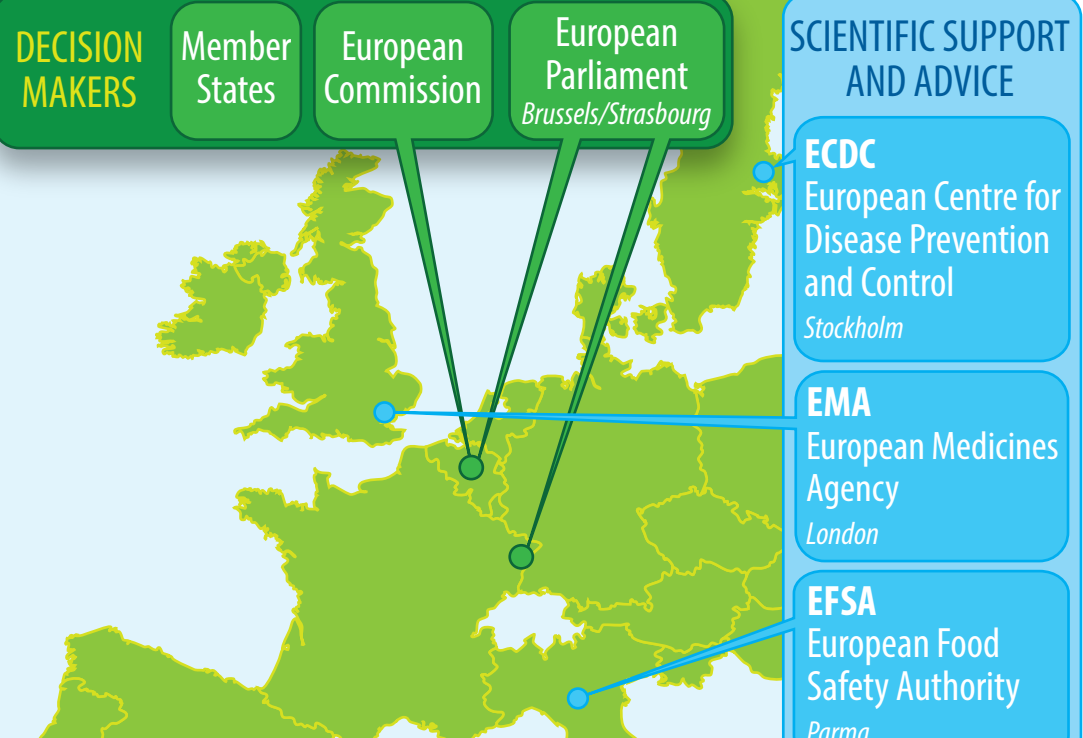 DECISION
MAKERS
Member
States
European
Commission
European
Parliament
Brussels/Strasbourg
SCIENTIFIC SUPPORT
AND ADVICE
ECDC
European Centre for
Disease Prevention
and Control
Stockholm
EMA
European Medicines
Agency
London
EFSA
European Food
Safety Authority
Parma